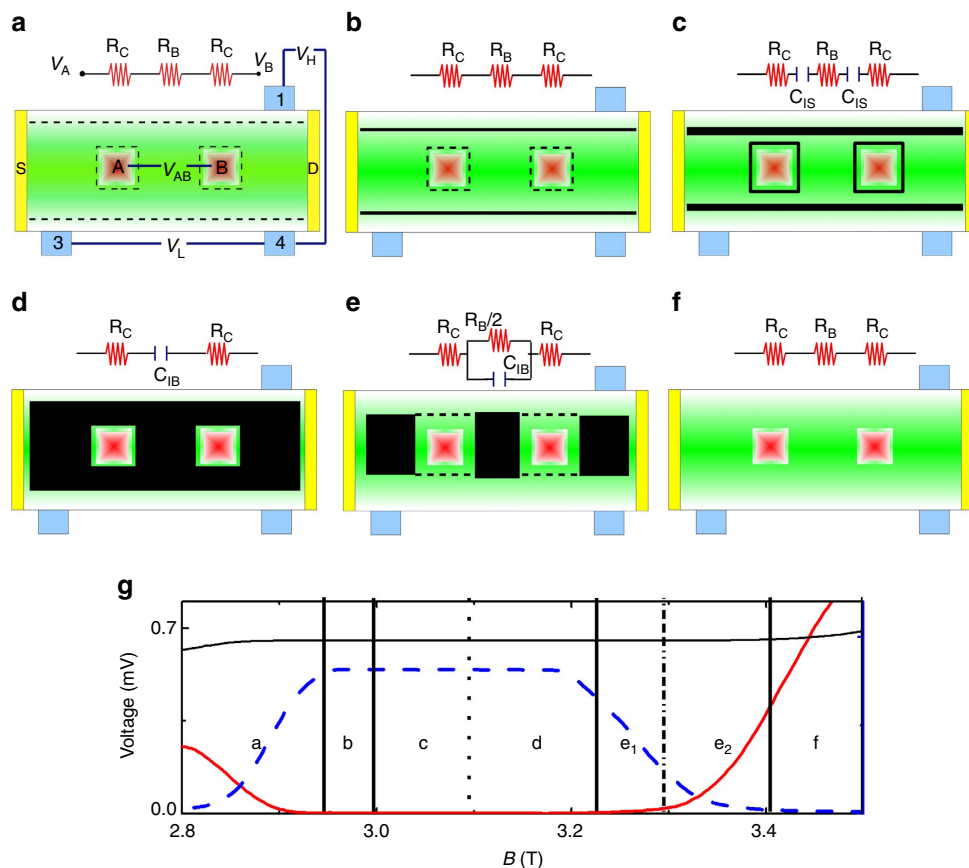 a
R_C R_B R_C
V_A V_B V_H
1
S A V_AB B D
3 V_L 4
b
R_C R_B R_C
c
R_C R_B R_C
C_IS C_IS
d
R_C R_C
C_IB
e
R_B/2
R_C R_C
C_IB
f
R_C R_B R_C
g
Voltage (mV)
0.7
0.0
a b c d e_1 e_2 f
2.8 3.0 3.2 3.4
B (T)